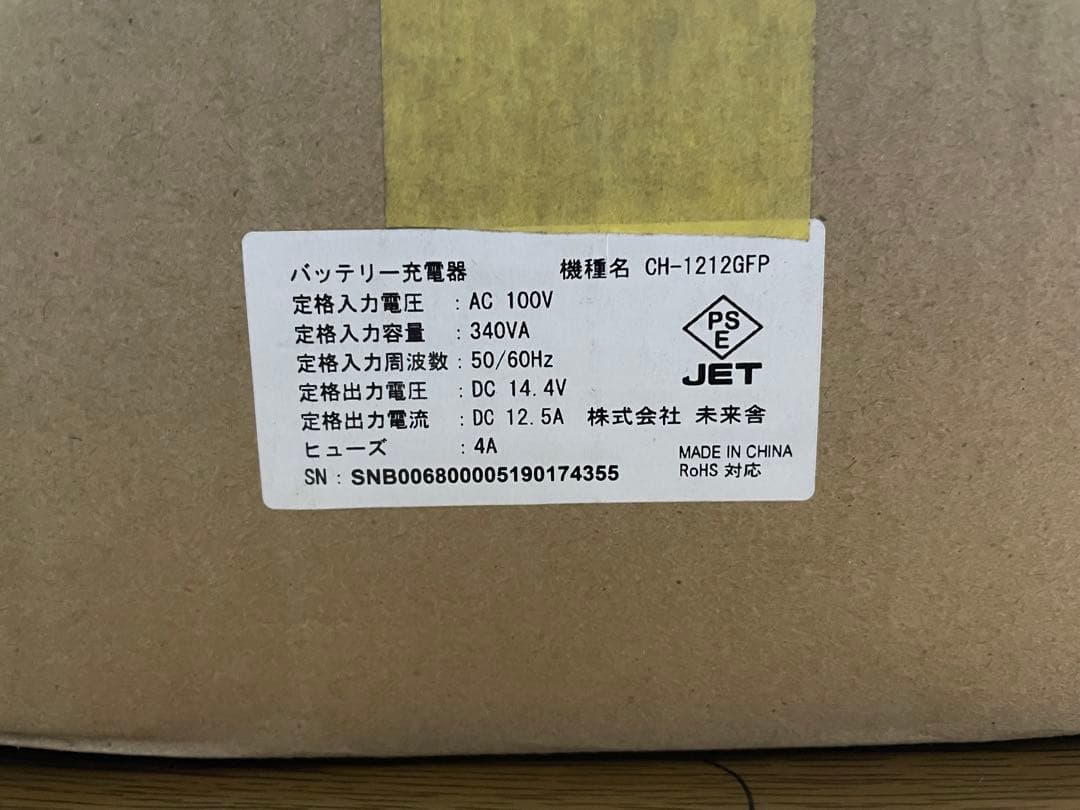 バッテリー充電器 機種名 CH-1212GFP
定格入力電圧 : AC 100V
定格入力容量 : 340VA
定格入力周波数 : 50/60Hz
定格出力電圧 : DC 14.4V
定格出力電流 : DC 12.5A 株式会社 未来舎
ヒューズ : 4A
SN : SNB006800005190174355
PS
E
JET
MADE IN CHINA
RoHS 対応